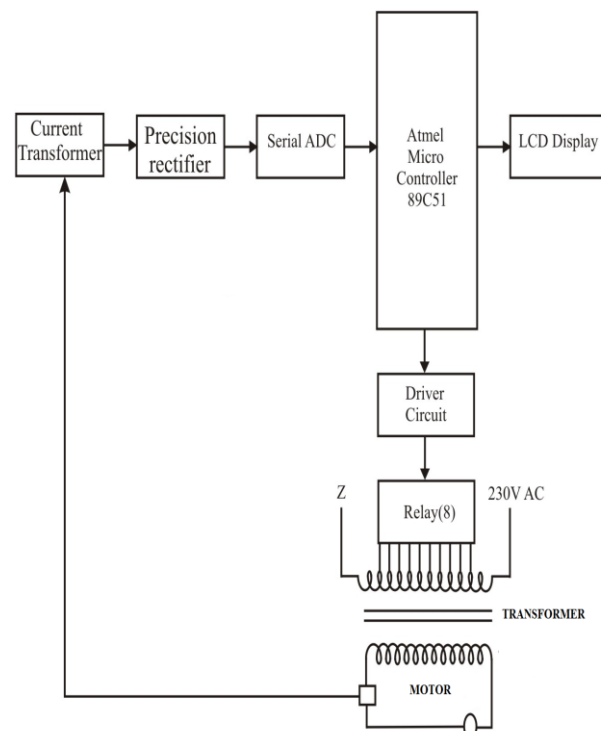 Current
Transformer
Precision
rectifier
Serial ADC
Atmel
Micro
Controller
89C51
LCD Display
Driver
Circuit
Z
Relay(8)
230V AC
TRANSFORMER
MOTOR